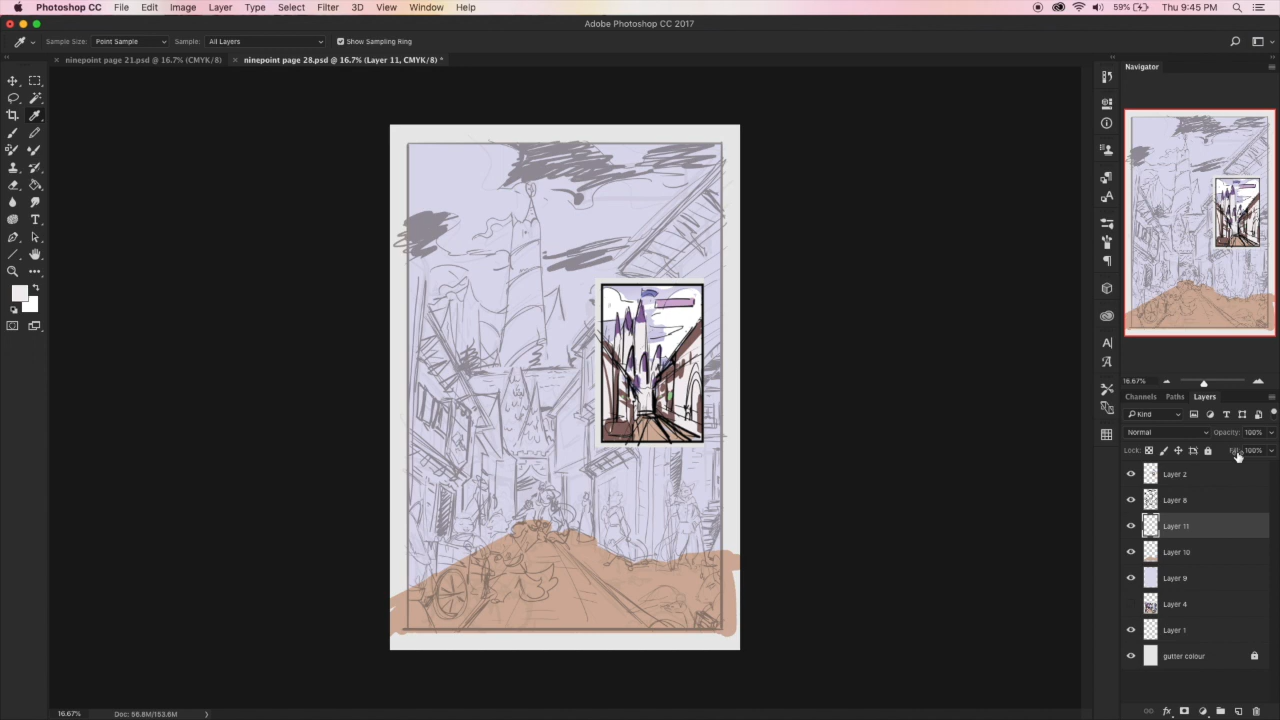 Photoshop CC File Edit Image Layer Type Select Filter 3D View Window Help 59% Thu 9:45 PM
Adobe Photoshop CC 2017
Sample Size: Point Sample Sample: All Layers Show Sampling Ring
ninepoint page 21.psd @ 16.7% (CMYK/8) ninepoint page 28.psd @ 16.7% (Layer 11, CMYK/8) *
Navigator
16.67%
Channels Paths Layers
Kind
Normal Opacity: 100%
Lock: 100%
Layer 2
Layer 8
Layer 11
Layer 10
Layer 9
Layer 4
Layer 1
gutter colour
16.67% Doc: 56.8M/153.6M